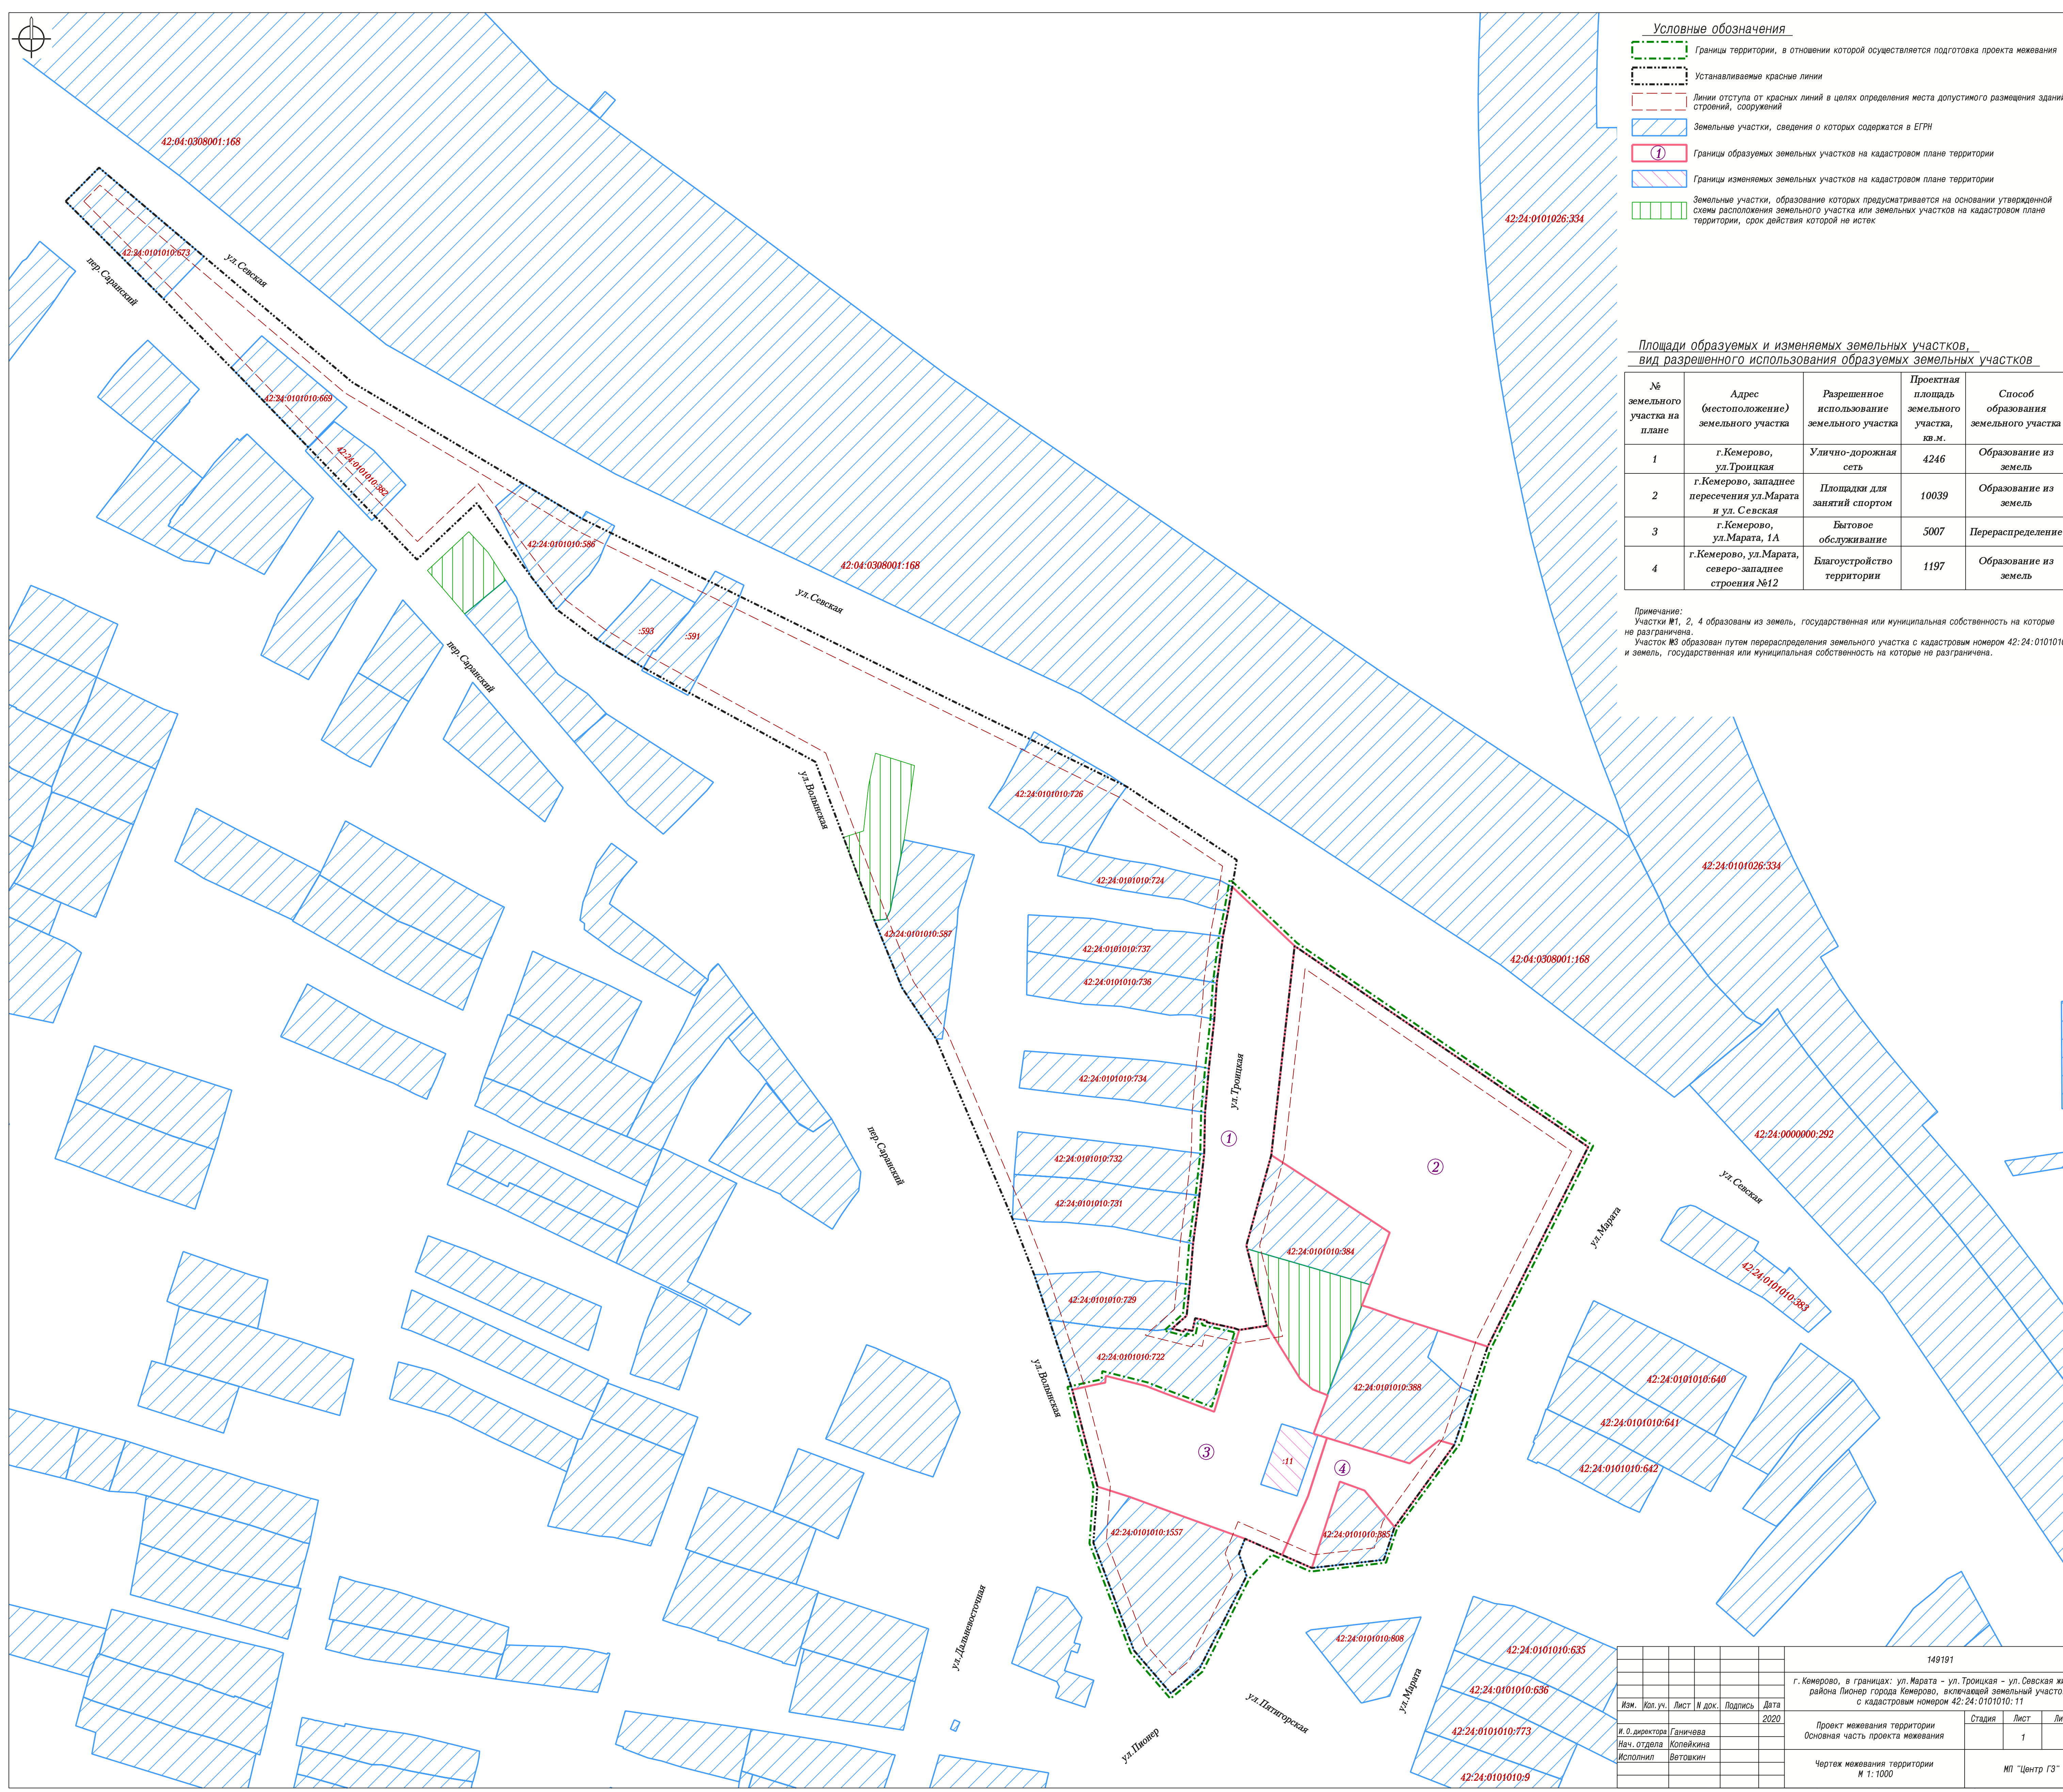 Условные обозначения
Границы территории, в отношении которой осуществляется подготовка проекта межевания
Устанавливаемые красные линии
Линии отступа от красных линий в целях определения места допустимого размещения зданий
строений, сооружений
Земельные участки, сведения о которых содержатся в ЕГРН
1
Границы образуемых земельных участков на кадастровом плане территории
Границы изменяемых земельных участков на кадастровом плане территории
Земельные участки, образование которых предусматривается на основании утвержденной
схемы расположения земельного участка или земельных участков на кадастровом плане
территории, срок действия которой не истек
Площади образуемых и изменяемых земельных участков,
вид разрешенного использования образуемых земельных участков
№ земельного участка на плане
Адрес (местоположение) земельного участка
Разрешенное использование земельного участка
Проектная площадь земельного участка, кв.м.
Способ образования земельного участка
1
г.Кемерово, ул.Троицкая
Улично-дорожная сеть
4246
Образование из земель
2
г.Кемерово, западнее пересечения ул.Марата и ул. Севская
Площадки для занятий спортом
10039
Образование из земель
3
г.Кемерово, ул.Марата, 1А
Бытовое обслуживание
5007
Перераспределение
4
г.Кемерово, ул.Марата, северо-западнее строения №12
Благоустройство территории
1197
Образование из земель
Примечание:
Участки №1, 2, 4 образованы из земель, государственная или муниципальная собственность на которые
не разграничена.
Участок №3 образован путем перераспределения земельного участка с кадастровым номером 42:24:010101
и земель, государственная или муниципальная собственность на которые не разграничена.
42:04:0308001:168
42:24:0101026:334
42:24:0101010:673
ул.Севская
пер.Саранский
42:24:0101010:669
42:24:0101010:382
42:24:0101010:586
42:04:0308001:168
ул.Севская
:593
:591
пер.Саранский
ул.Волынская
42:24:0101010:726
42:24:0101026:334
42:24:0101010:724
42:24:0101010:587
42:24:0101010:737
42:04:0308001:168
42:24:0101010:736
42:24:0101010:734
ул.Троицкая
1
2
42:24:0000000:292
42:24:0101010:732
пер.Саранский
ул.Севская
42:24:0101010:731
ул.Марата
42:24:0101010:384
42:24:0101010:383
42:24:0101010:729
42:24:0101010:722
ул.Волынская
42:24:0101010:388
42:24:0101010:640
42:24:0101010:641
3
:11
4
42:24:0101010:642
42:24:0101010:1557
42:24:0101010:385
ул.Дальневосточная
42:24:0101010:808
42:24:0101010:635
42:24:0101010:636
ул.Марата
ул.Пятигорская
42:24:0101010:773
ул.Пионер
42:24:0101010:9
149191
г.Кемерово, в границах: ул.Марата - ул.Троицкая - ул.Севская жи
района Пионер города Кемерово, включающей земельный участо
с кадастровым номером 42:24:0101010:11
Изм. Кол.уч. Лист N док. Подпись Дата
2020
И.О.директора Ганичева
Нач.отдела Копейкина
Исполнил Ветошкин
Проект межевания территории
Основная часть проекта межевания
Стадия Лист Ли
1
Чертеж межевания территории
М 1:1000
МП "Центр ГЗ"